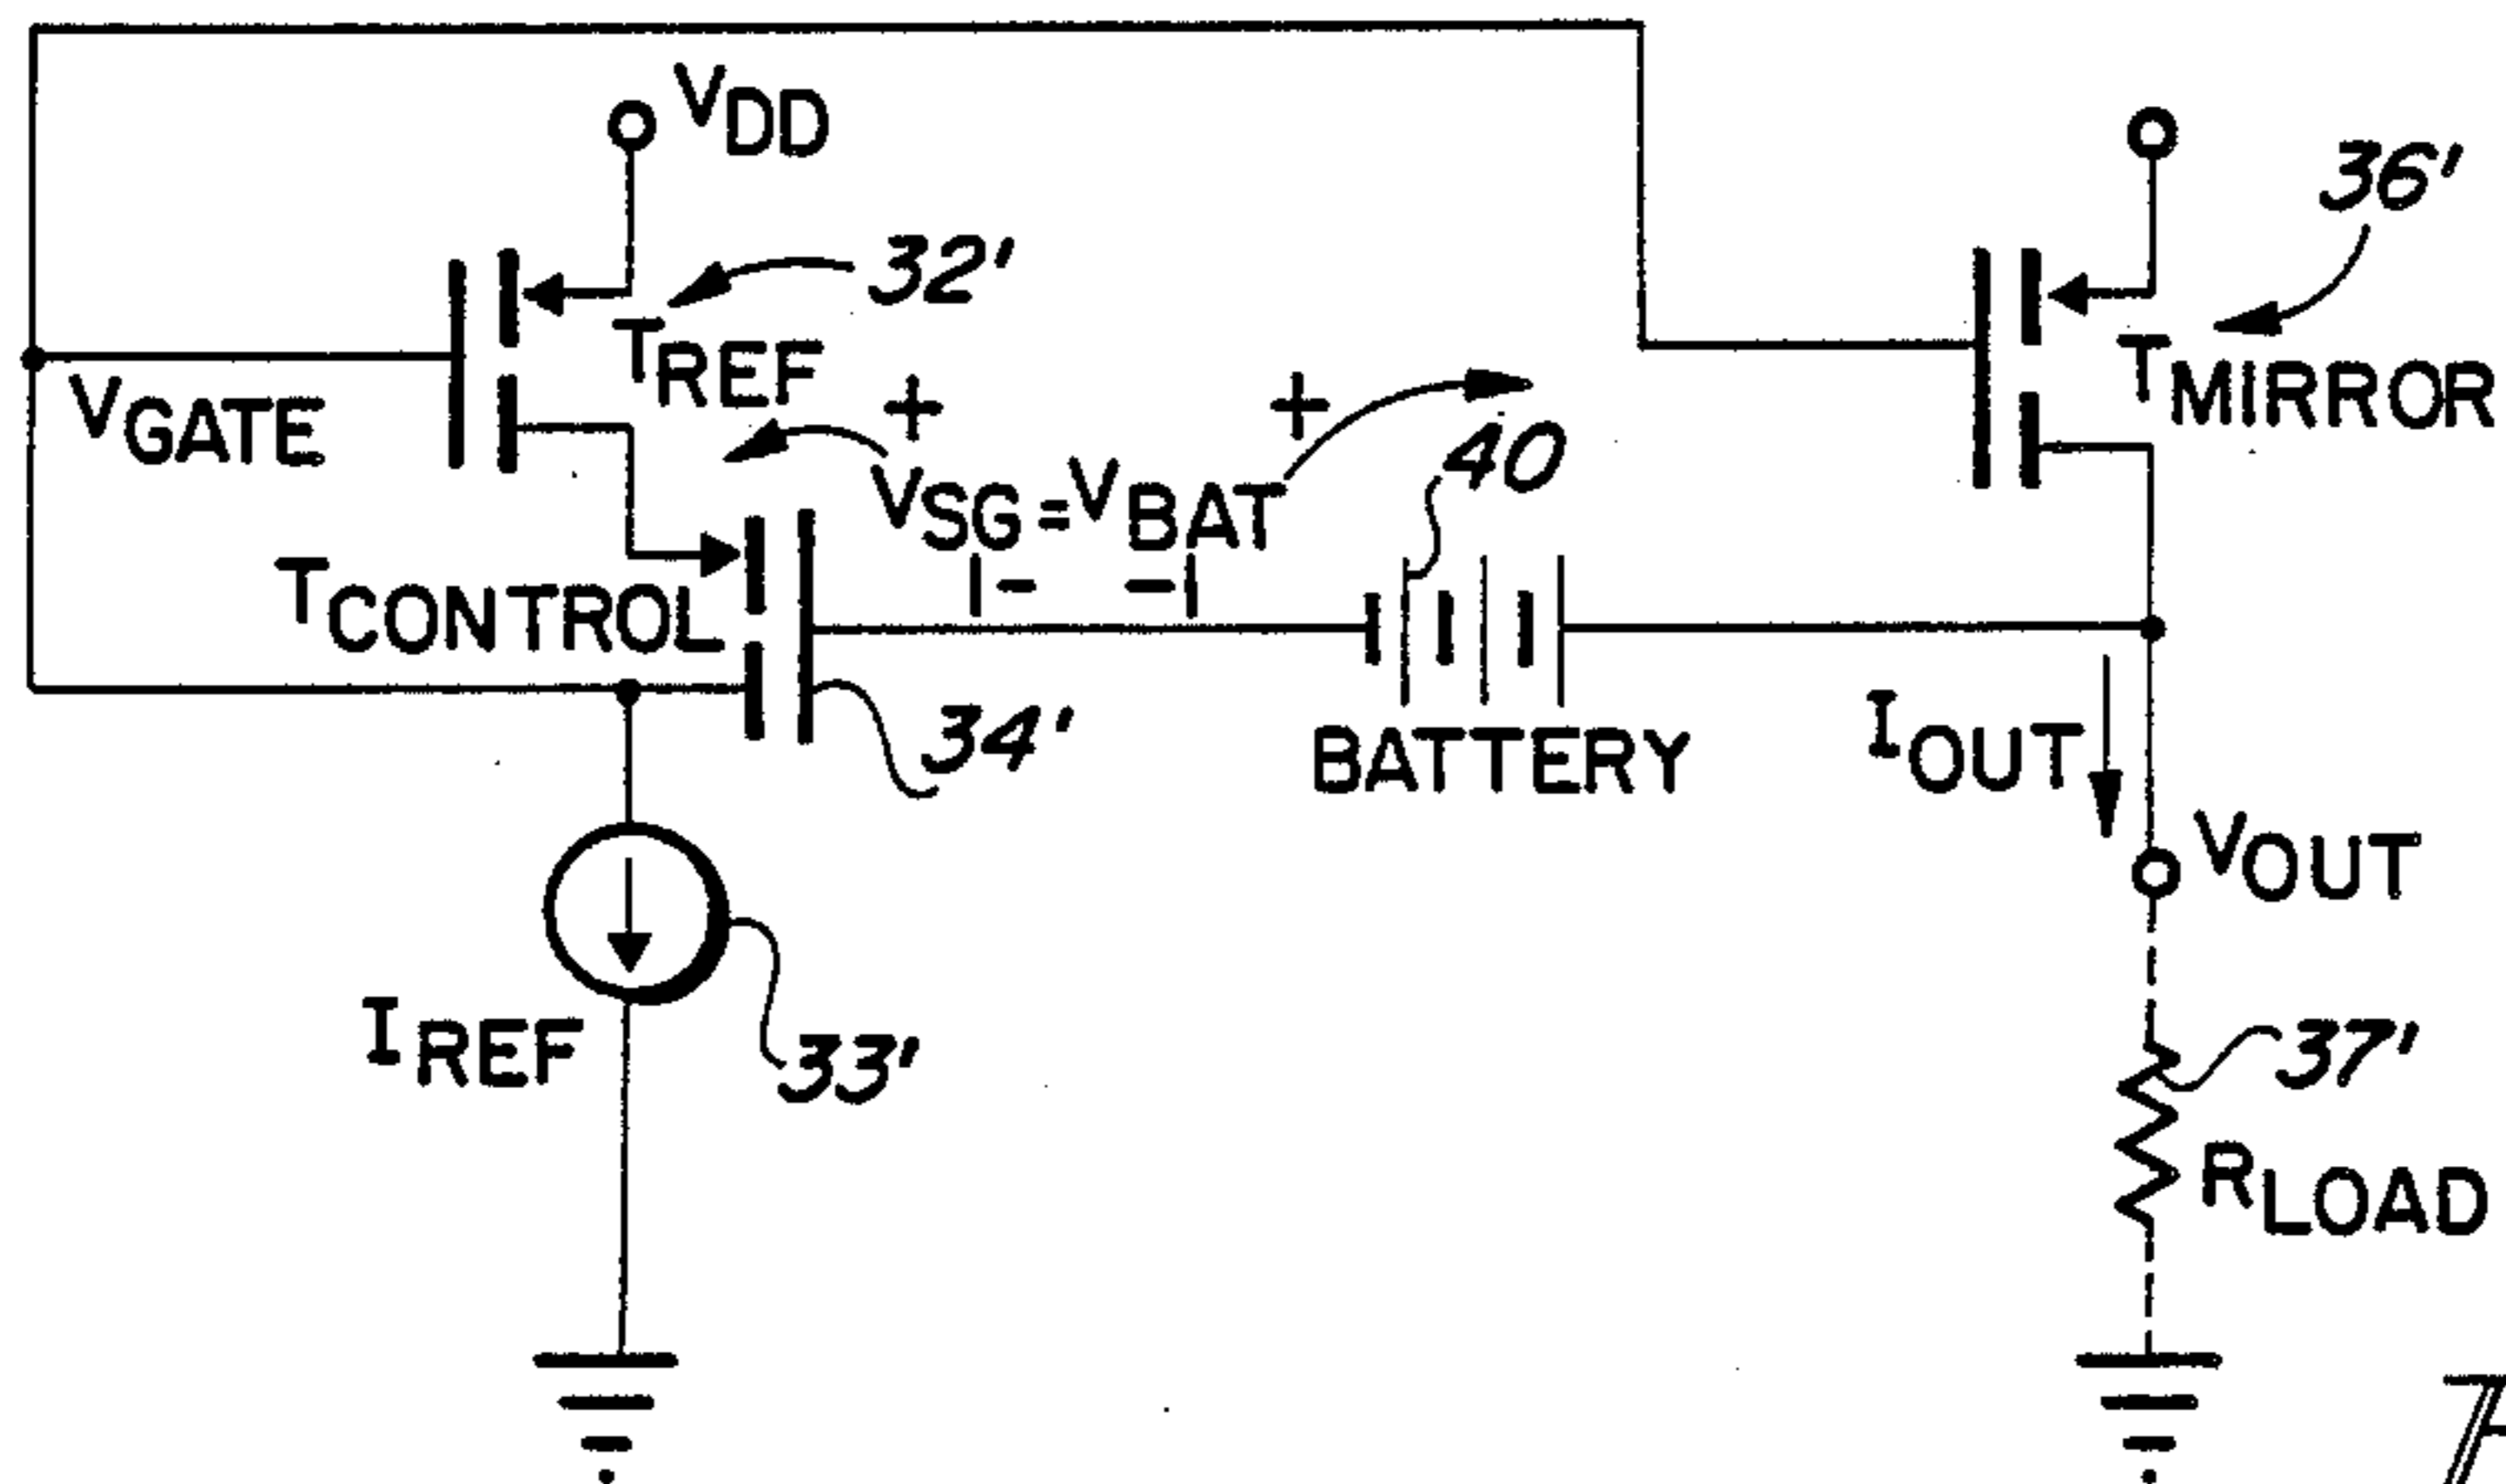 VDD
36'
32'
TREF
TMIRROR
VGATE
+
+
40
VSG=VBAT
TCONTROL
- -
34'
BATTERY
IOUT
VOUT
IREF
33'
37'
RLOAD